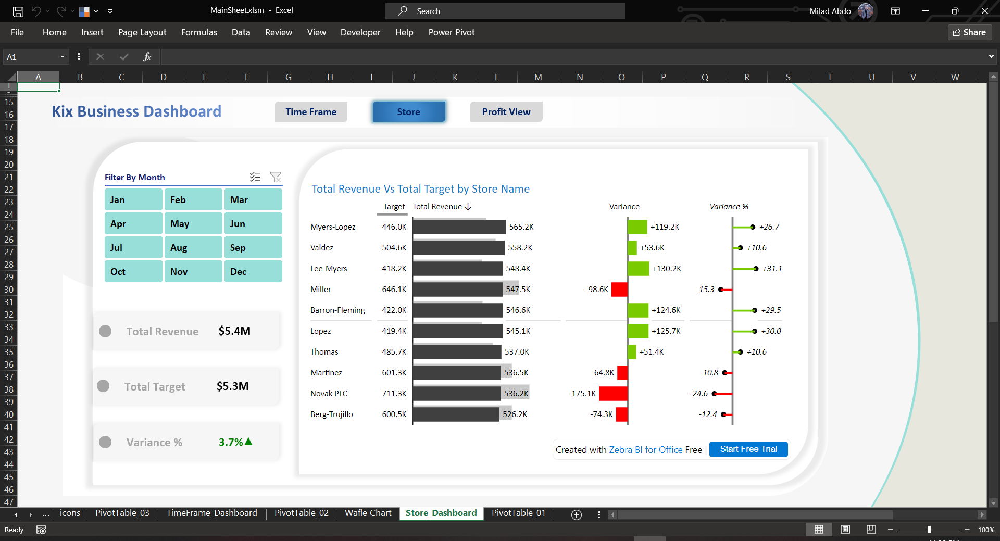 MainSheet.xlsm - Excel
Search
Milad Abdo
File Home Insert Page Layout Formulas Data Review View Developer Help Power Pivot
Share
A1
fx
A B C D E F G H I J K L M N O P Q R S T U V W
15
16
17
18
19
20
21
22
23
24
25
26
27
28
29
30
31
32
33
34
35
36
37
38
39
40
41
42
43
44
45
46
47
Kix Business Dashboard
Time Frame
Store
Profit View
Filter By Month
Jan Feb Mar
Apr May Jun
Jul Aug Sep
Oct Nov Dec
Total Revenue $5.4M
Total Target $5.3M
Variance % 3.7%▲
Total Revenue Vs Total Target by Store Name
Target Total Revenue ↓ Variance Variance %
Myers-Lopez 446.0K 565.2K +119.2K +26.7
Valdez 504.6K 558.2K +53.6K +10.6
Lee-Myers 418.2K 548.4K +130.2K +31.1
Miller 646.1K 547.5K -98.6K -15.3
Barron-Fleming 422.0K 546.6K +124.6K +29.5
Lopez 419.4K 545.1K +125.7K +30.0
Thomas 485.7K 537.0K +51.4K +10.6
Martinez 601.3K 536.5K -64.8K -10.8
Novak PLC 711.3K 536.2K -175.1K -24.6
Berg-Trujillo 600.5K 526.2K -74.3K -12.4
Created with Zebra BI for Office Free
Start Free Trial
... icons PivotTable_03 TimeFrame_Dashboard PivotTable_02 Wafle Chart Store_Dashboard PivotTable_01
Ready
100%